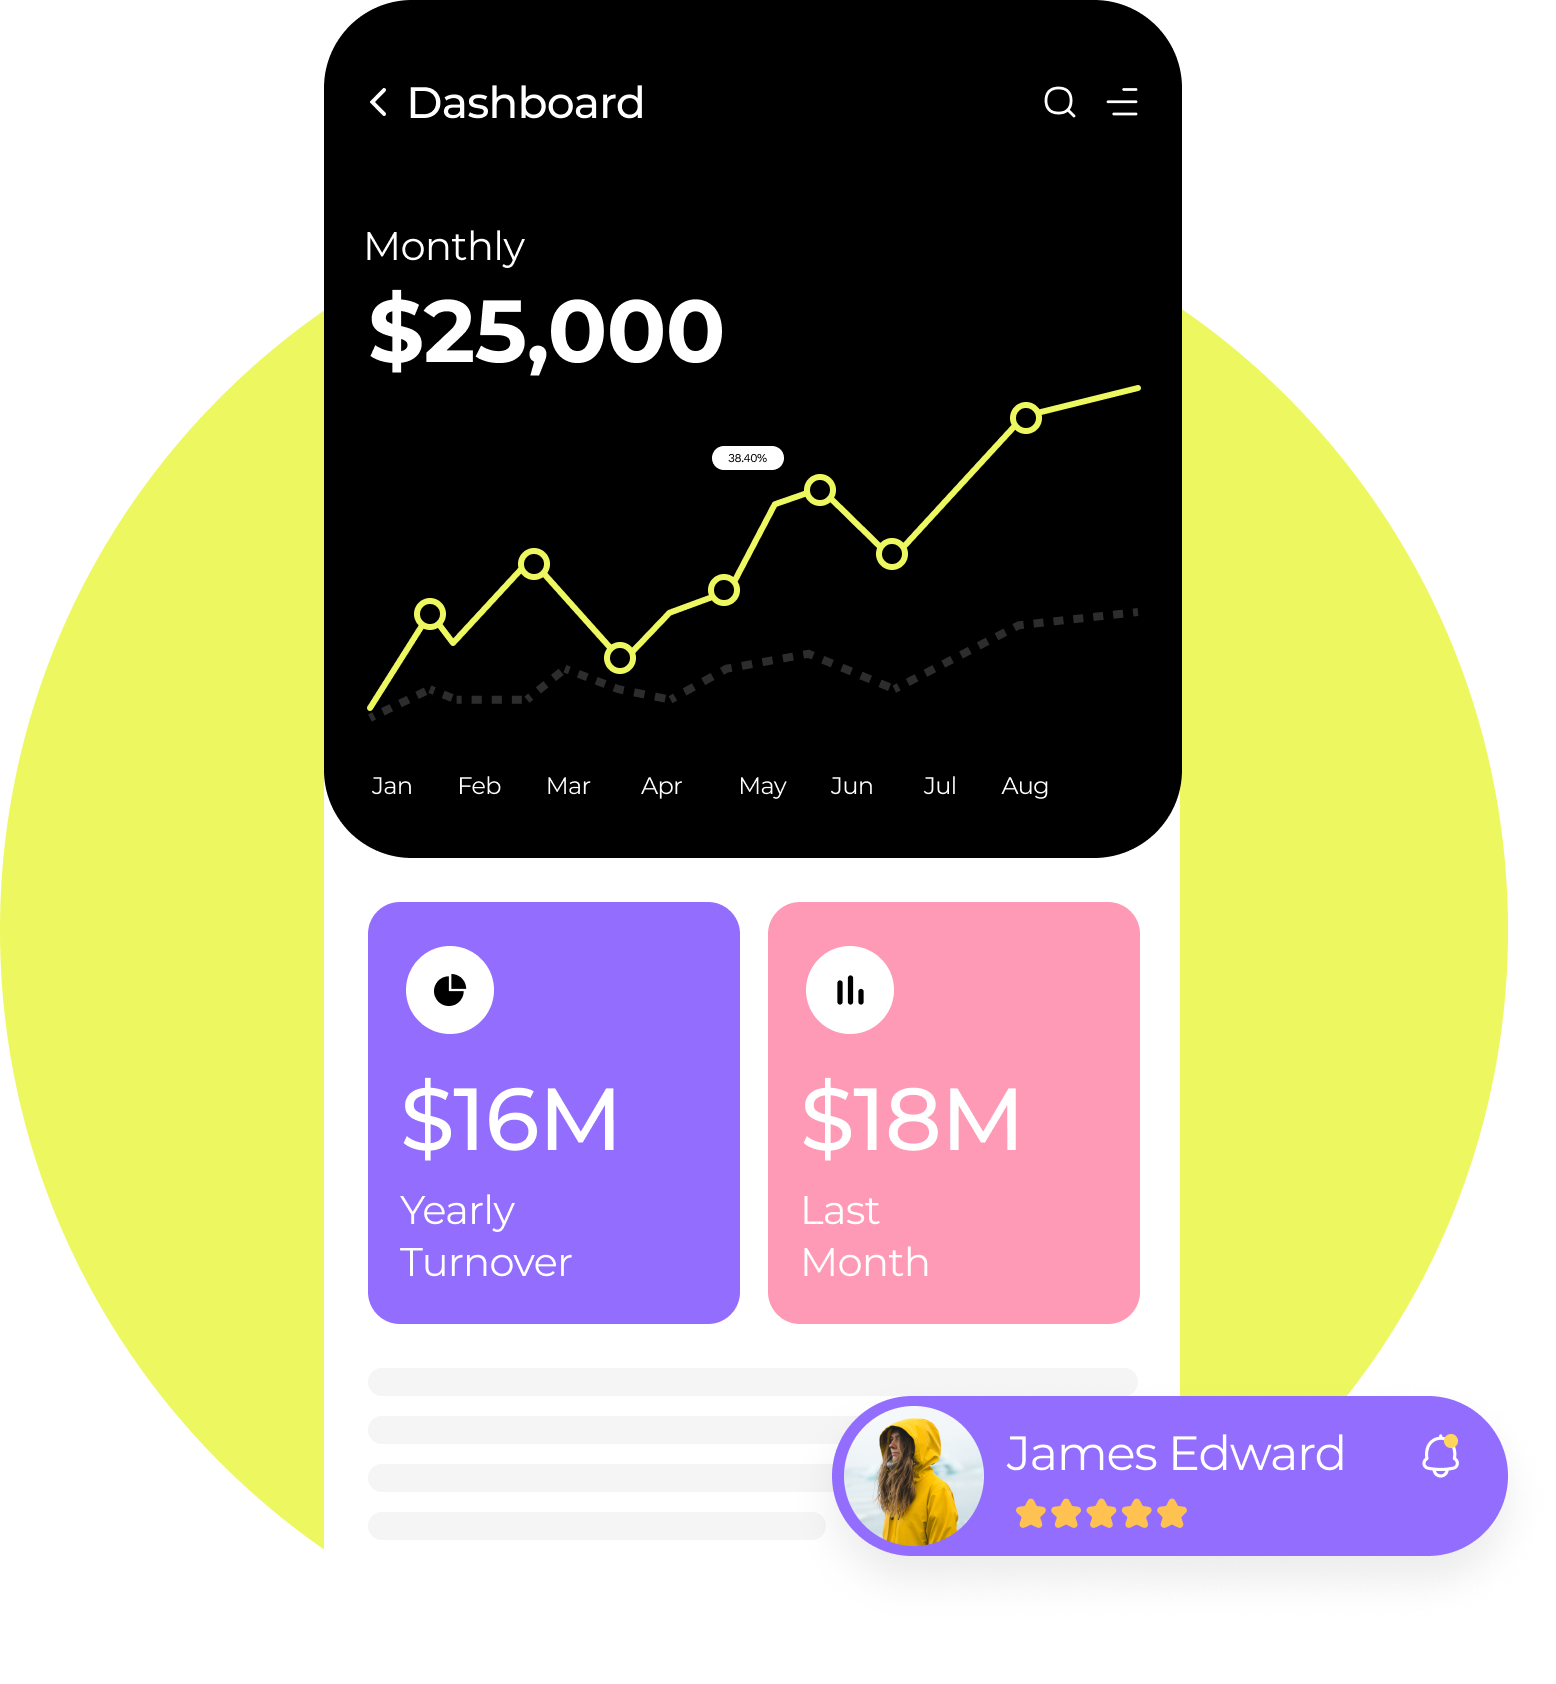 Dashboard
Monthly
$25,000
38.40%
Jan Feb Mar Apr May Jun Jul Aug
$16M
Yearly
Turnover
$18M
Last
Month
James Edward